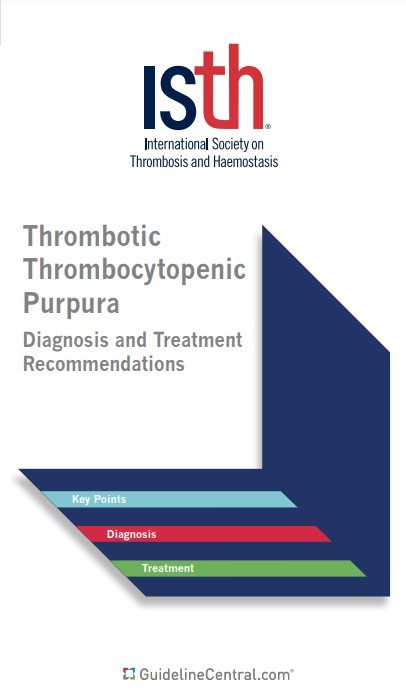 isth®
International Society on
Thrombosis and Haemostasis
Thrombotic
Thrombocytopenic
Purpura
Diagnosis and Treatment
Recommendations
Key Points
Diagnosis
Treatment
GuidelineCentral.com®